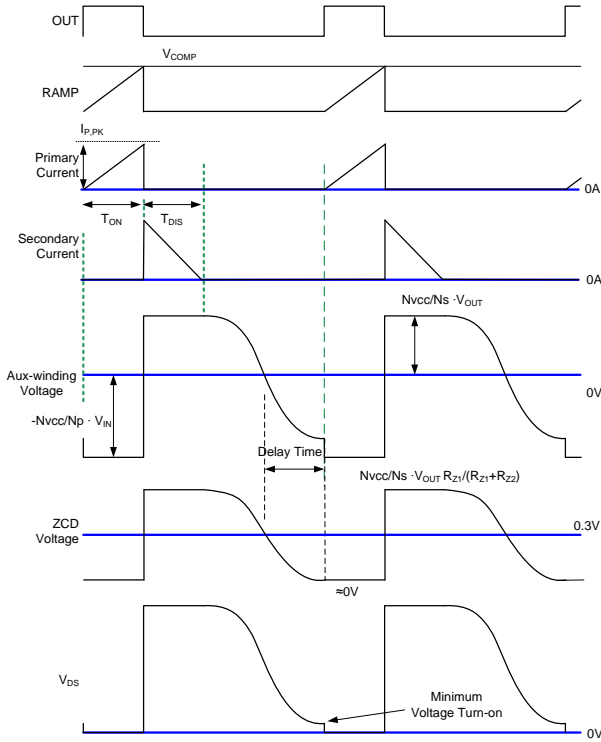 OUT
V_COMP
RAMP
I_P,PK
Primary
Current
0A
T_ON
T_DIS
Secondary
Current
0A
Nvcc/Ns ·V_OUT
Aux-winding
Voltage
0V
-Nvcc/Np · V_IN
Delay Time
Nvcc/Ns ·V_OUT R_Z1/(R_Z1+R_Z2)
ZCD
Voltage
0.3V
≈0V
V_DS
Minimum
Voltage Turn-on
0V